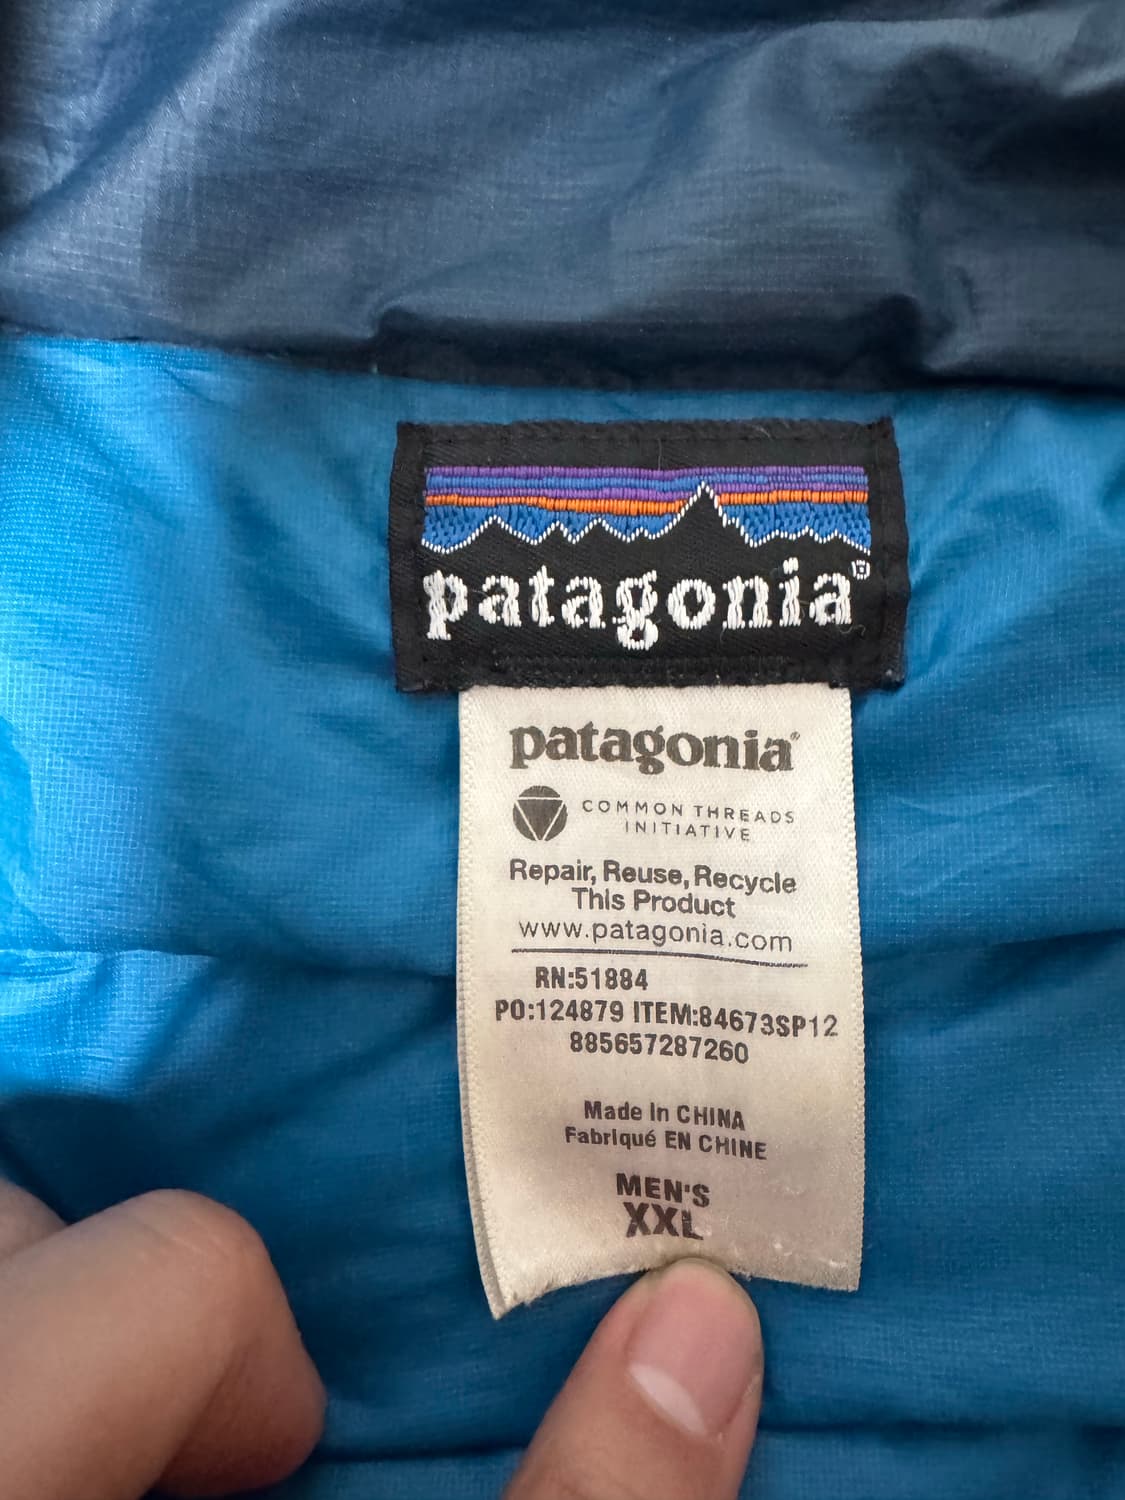 patagonia®
patagonia®
COMMON THREADS
INITIATIVE
Repair, Reuse, Recycle
This Product
www.patagonia.com
RN:51884
PO:124879 ITEM:84673SP12
885657287260
Made In CHINA
Fabriqué EN CHINE
MEN'S
XXL